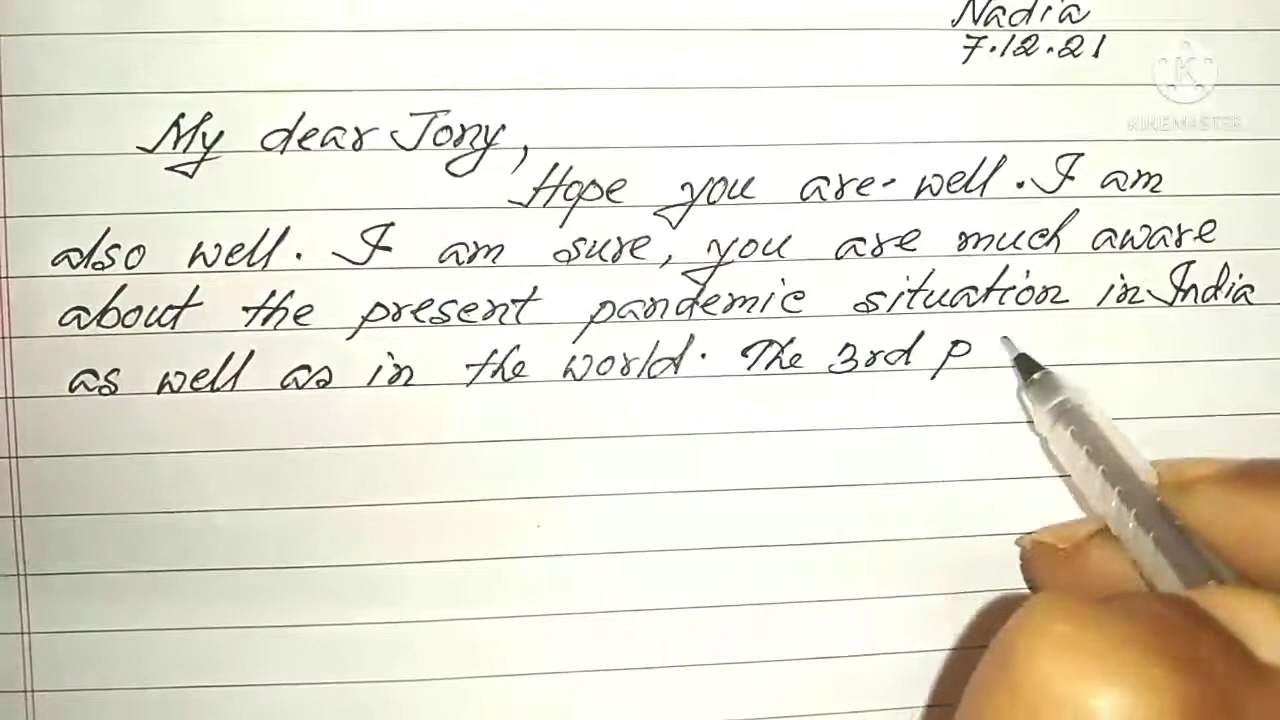 Nadia
7.12.21
KINEMASTER
My dear Jony,
Hope you are well. I am
also well. I am sure, you are much aware
about the present pandemic situation in India
as well as in the world. The 3rd p